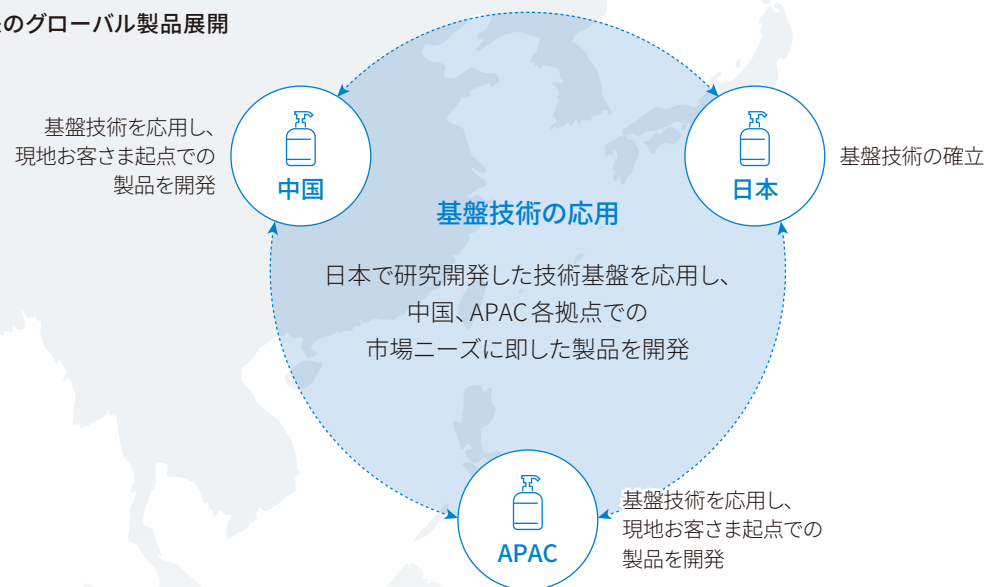 のグローバル製品展開
基盤技術を応用し、
現地お客さま起点での
製品を開発
中国
日本
基盤技術の確立
基盤技術の応用
日本で研究開発した技術基盤を応用し、
中国、APAC各拠点での
市場ニーズに即した製品を開発
APAC
基盤技術を応用し、
現地お客さま起点での
製品を開発